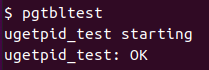 $ pgtbltest
ugetpid_test starting
ugetpid_test: OK